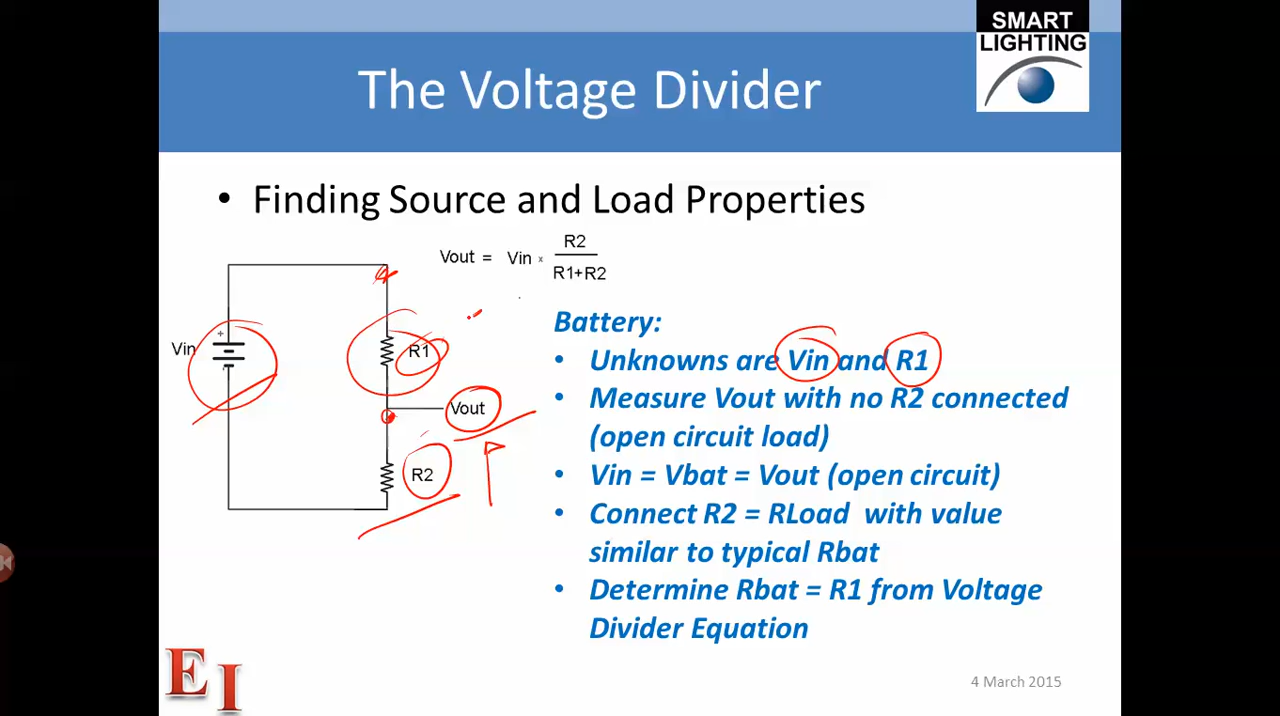 SMART
LIGHTING
The Voltage Divider
• Finding Source and Load Properties
Vout = Vin × R2
R1+R2
Vin
+
R1
Vout
R2
Battery:
• Unknowns are Vin and R1
• Measure Vout with no R2 connected
(open circuit load)
• Vin = Vbat = Vout (open circuit)
• Connect R2 = RLoad with value
similar to typical Rbat
• Determine Rbat = R1 from Voltage
Divider Equation
EI
4 March 2015